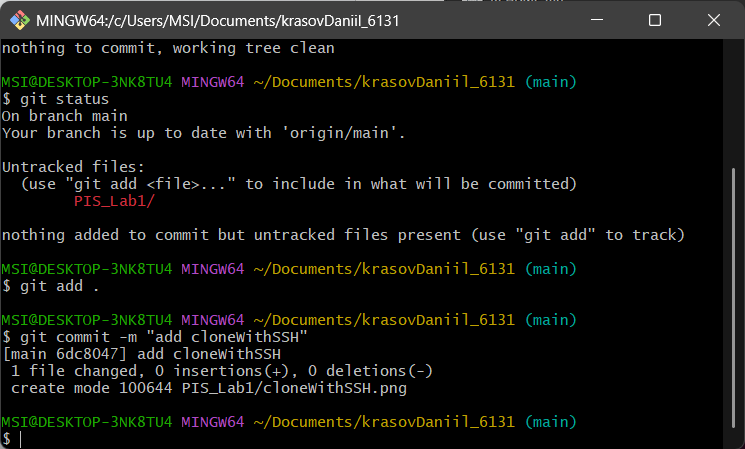 MINGW64:/c/Users/MSI/Documents/krasovDaniil_6131
nothing to commit, working tree clean
MSI@DESKTOP-3NK8TU4 MINGW64 ~/Documents/krasovDaniil_6131 (main)
$ git status
On branch main
Your branch is up to date with 'origin/main'.
Untracked files:
  (use "git add <file>..." to include in what will be committed)
        PIS_Lab1/
nothing added to commit but untracked files present (use "git add" to track)
MSI@DESKTOP-3NK8TU4 MINGW64 ~/Documents/krasovDaniil_6131 (main)
$ git add .
MSI@DESKTOP-3NK8TU4 MINGW64 ~/Documents/krasovDaniil_6131 (main)
$ git commit -m "add cloneWithSSH"
[main 6dc8047] add cloneWithSSH
 1 file changed, 0 insertions(+), 0 deletions(-)
 create mode 100644 PIS_Lab1/cloneWithSSH.png
MSI@DESKTOP-3NK8TU4 MINGW64 ~/Documents/krasovDaniil_6131 (main)
$